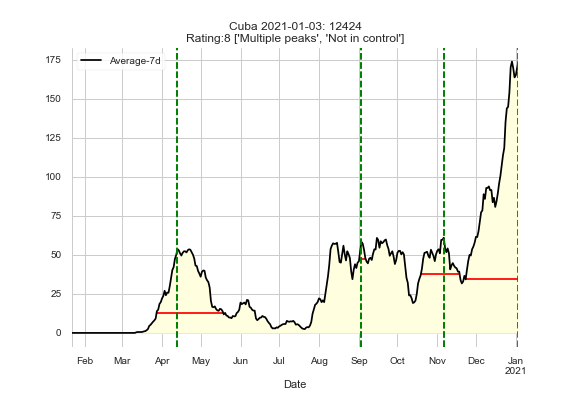 Cuba 2021-01-03: 12424
Rating:8 ['Multiple peaks', 'Not in control']
Average-7d
175
150
125
100
75
50
25
0
Feb Mar Apr May Jun Jul Aug Sep Oct Nov Dec Jan
2021
Date